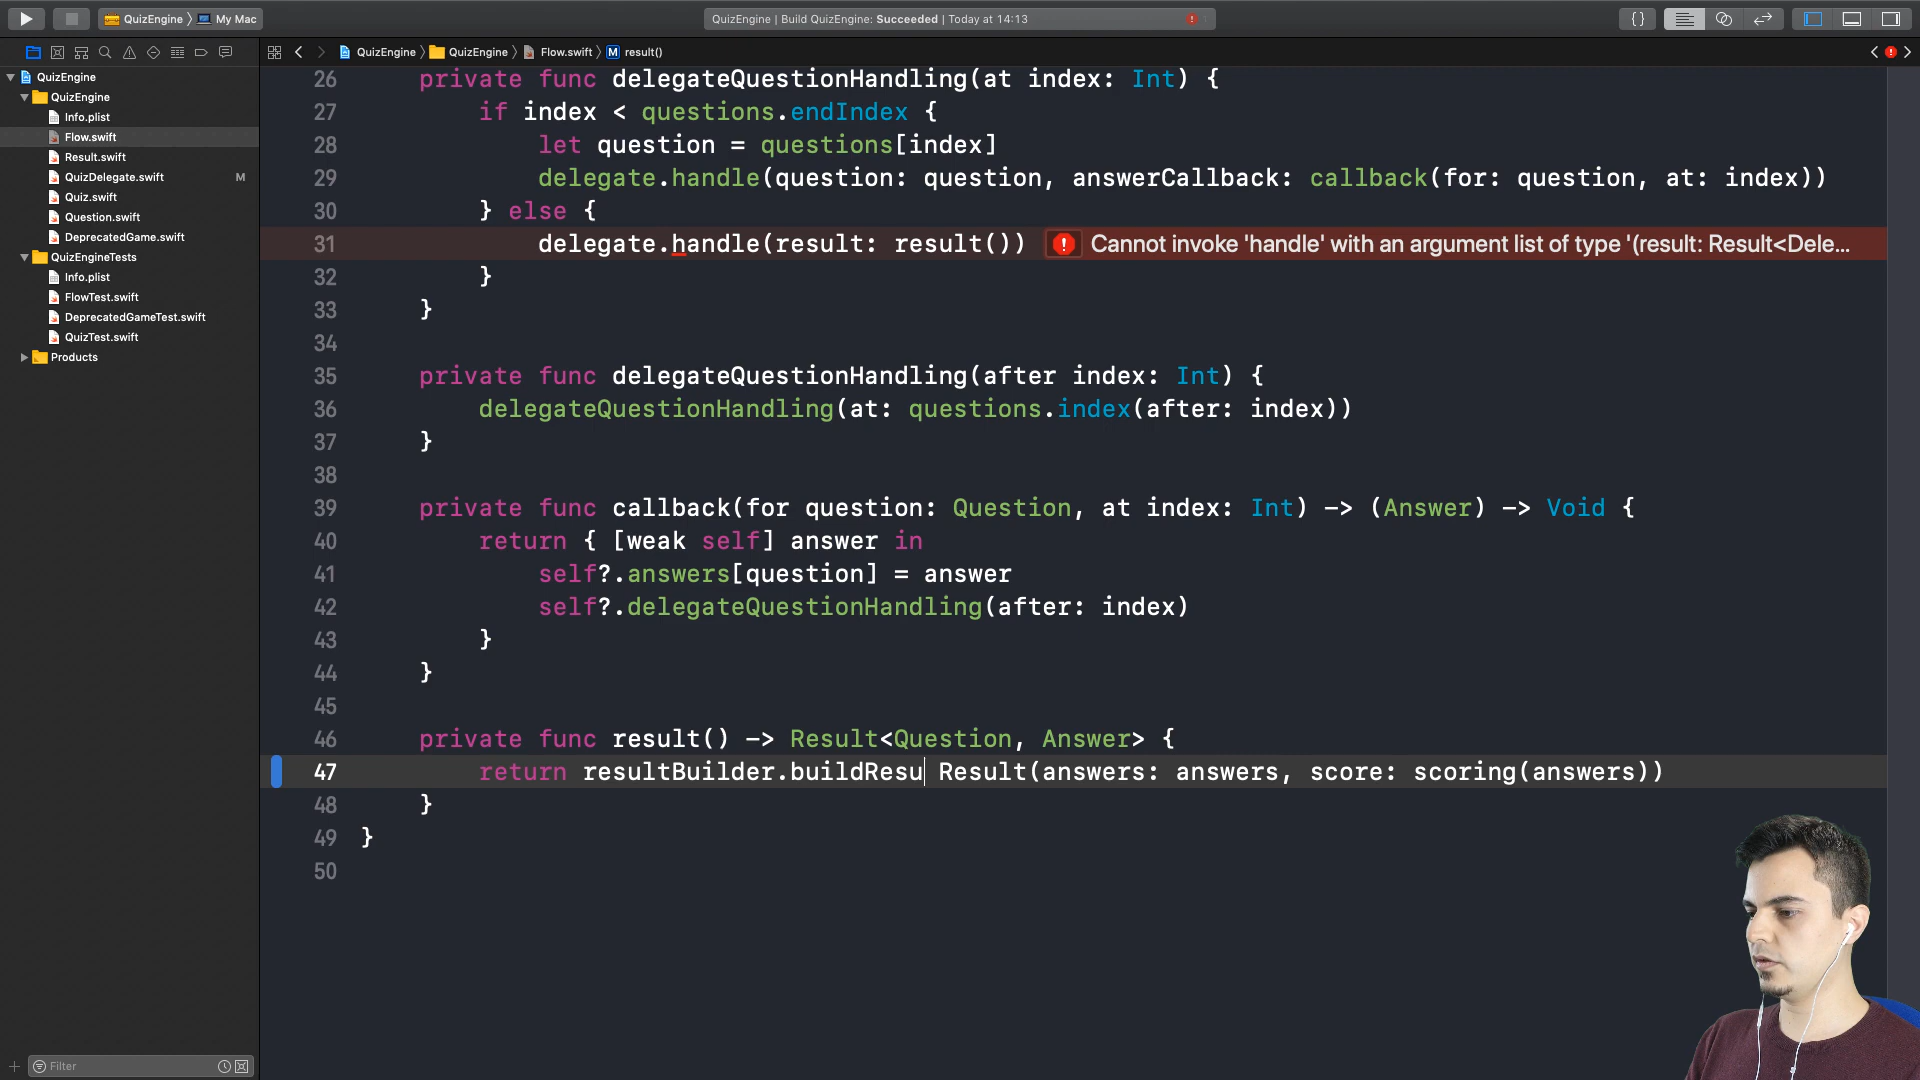 QuizEngine
My Mac
QuizEngine | Build QuizEngine: Succeeded | Today at 14:13
{}
QuizEngine
QuizEngine
Flow.swift
M result()
QuizEngine
QuizEngine
Info.plist
Flow.swift
Result.swift
QuizDelegate.swift M
Quiz.swift
Question.swift
DeprecatedGame.swift
QuizEngineTests
Info.plist
FlowTest.swift
DeprecatedGameTest.swift
QuizTest.swift
Products
Filter
26 private func delegateQuestionHandling(at index: Int) {
27 if index < questions.endIndex {
28 let question = questions[index]
29 delegate.handle(question: question, answerCallback: callback(for: question, at: index))
30 } else {
31 delegate.handle(result: result()) Cannot invoke 'handle' with an argument list of type '(result: Result<Dele...
32 }
33 }
34
35 private func delegateQuestionHandling(after index: Int) {
36 delegateQuestionHandling(at: questions.index(after: index))
37 }
38
39 private func callback(for question: Question, at index: Int) -> (Answer) -> Void {
40 return { [weak self] answer in
41 self?.answers[question] = answer
42 self?.delegateQuestionHandling(after: index)
43 }
44 }
45
46 private func result() -> Result<Question, Answer> {
47 return resultBuilder.buildResu Result(answers: answers, score: scoring(answers))
48 }
49 }
50